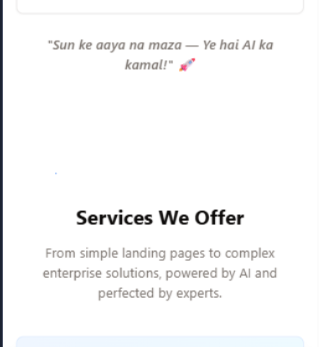 "Sun ke aaya na maza — Ye hai AI ka
kamal!" 🚀
Services We Offer
From simple landing pages to complex
enterprise solutions, powered by AI and
perfected by experts.